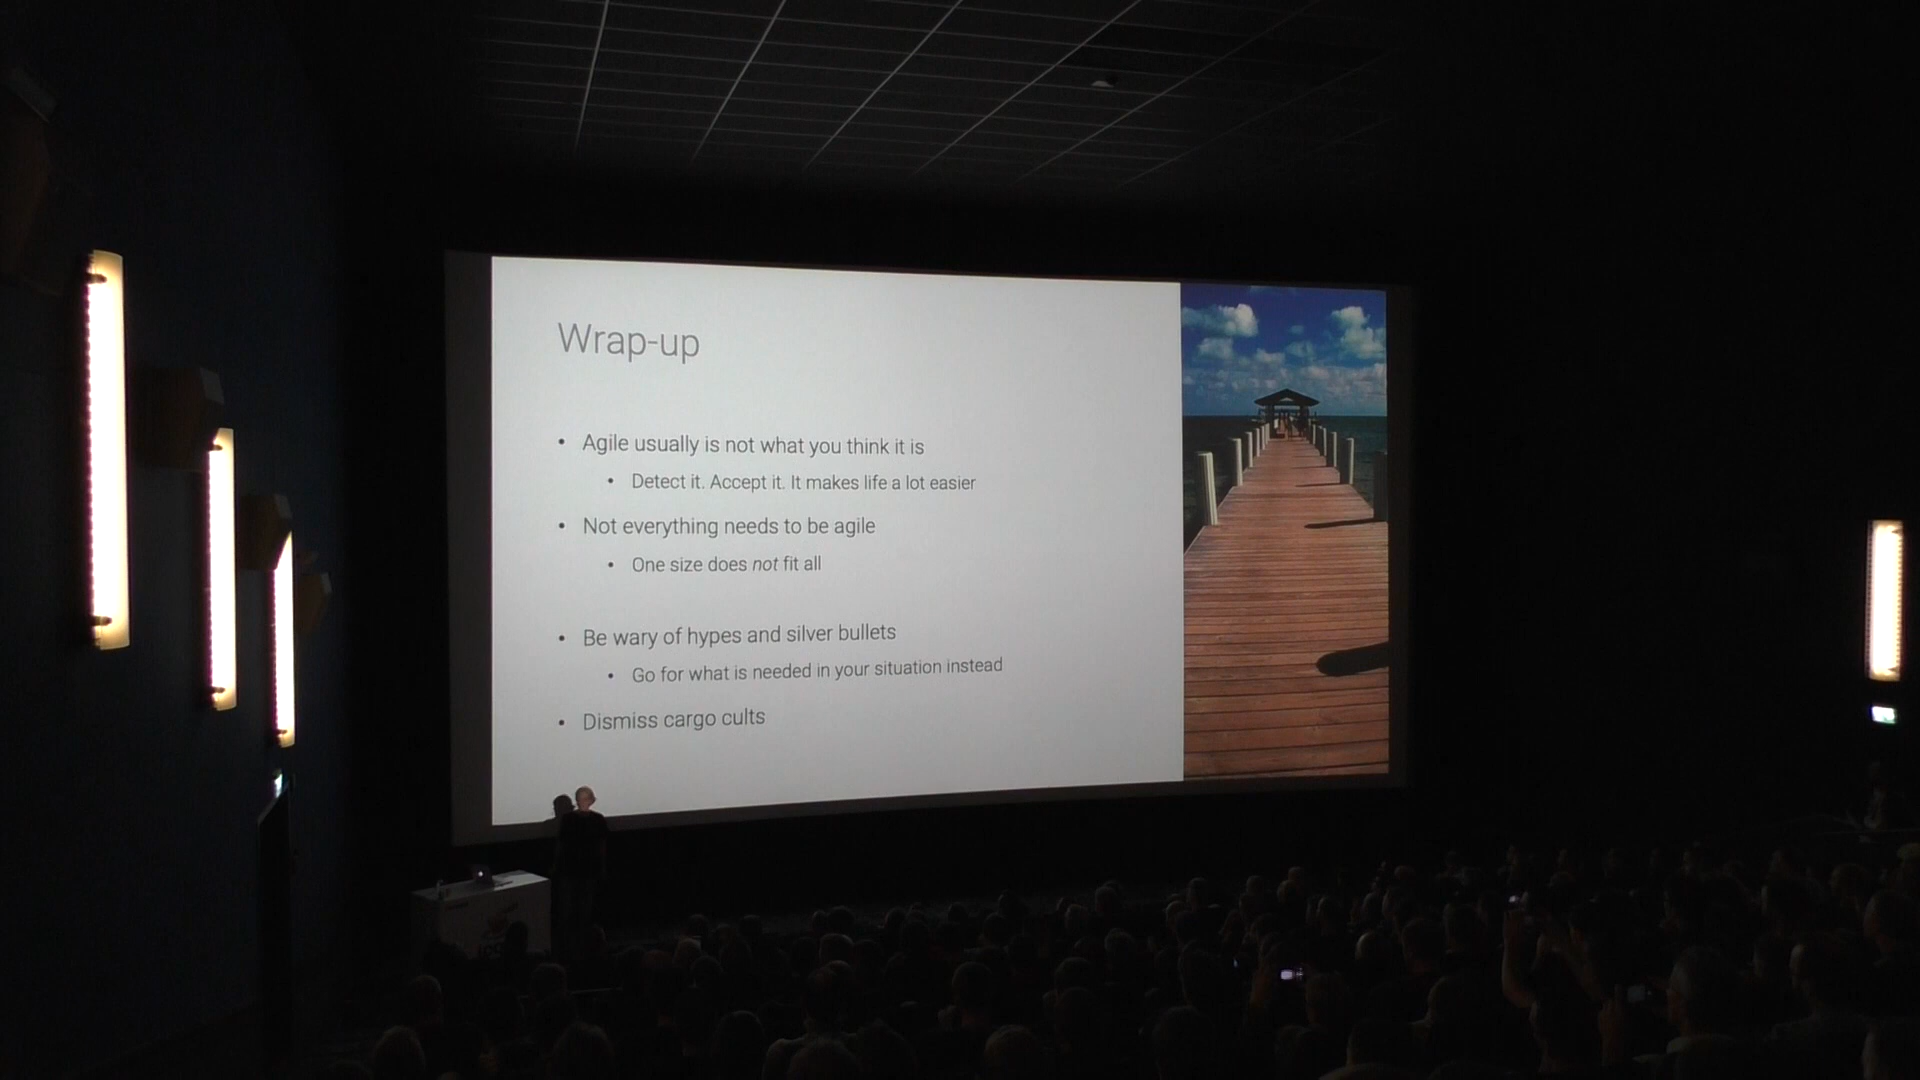 Wrap-up
• Agile usually is not what you think it is
• Detect it. Accept it. It makes life a lot easier
• Not everything needs to be agile
• One size does not fit all
• Be wary of hypes and silver bullets
• Go for what is needed in your situation instead
• Dismiss cargo cults